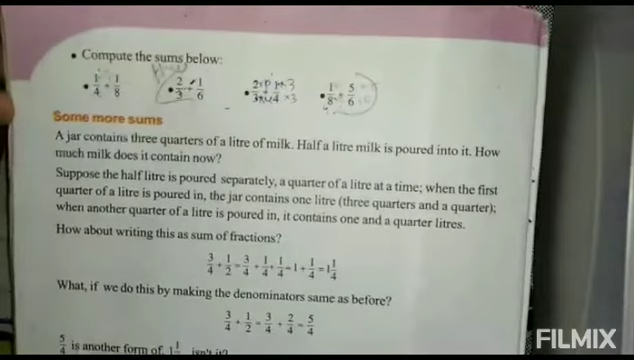 • Compute the sums below:
• 1/4 + 1/8 • 2/3 + 1/6 • 2/3 + 1/4 • 1/8 + 5/6
Some more sums
A jar contains three quarters of a litre of milk. Half a litre milk is poured into it. How
much milk does it contain now?
Suppose the half litre is poured separately, a quarter of a litre at a time; when the first
quarter of a litre is poured in, the jar contains one litre (three quarters and a quarter);
when another quarter of a litre is poured in, it contains one and a quarter litres.
How about writing this as sum of fractions?
3/4 + 1/2 = 3/4 + 1/4 + 1/4 = 1 + 1/4 = 1 1/4
What, if we do this by making the denominators same as before?
3/4 + 1/2 = 3/4 + 2/4 = 5/4
5/4 is another form of, 1 1/4 isn't it?
FILMIX